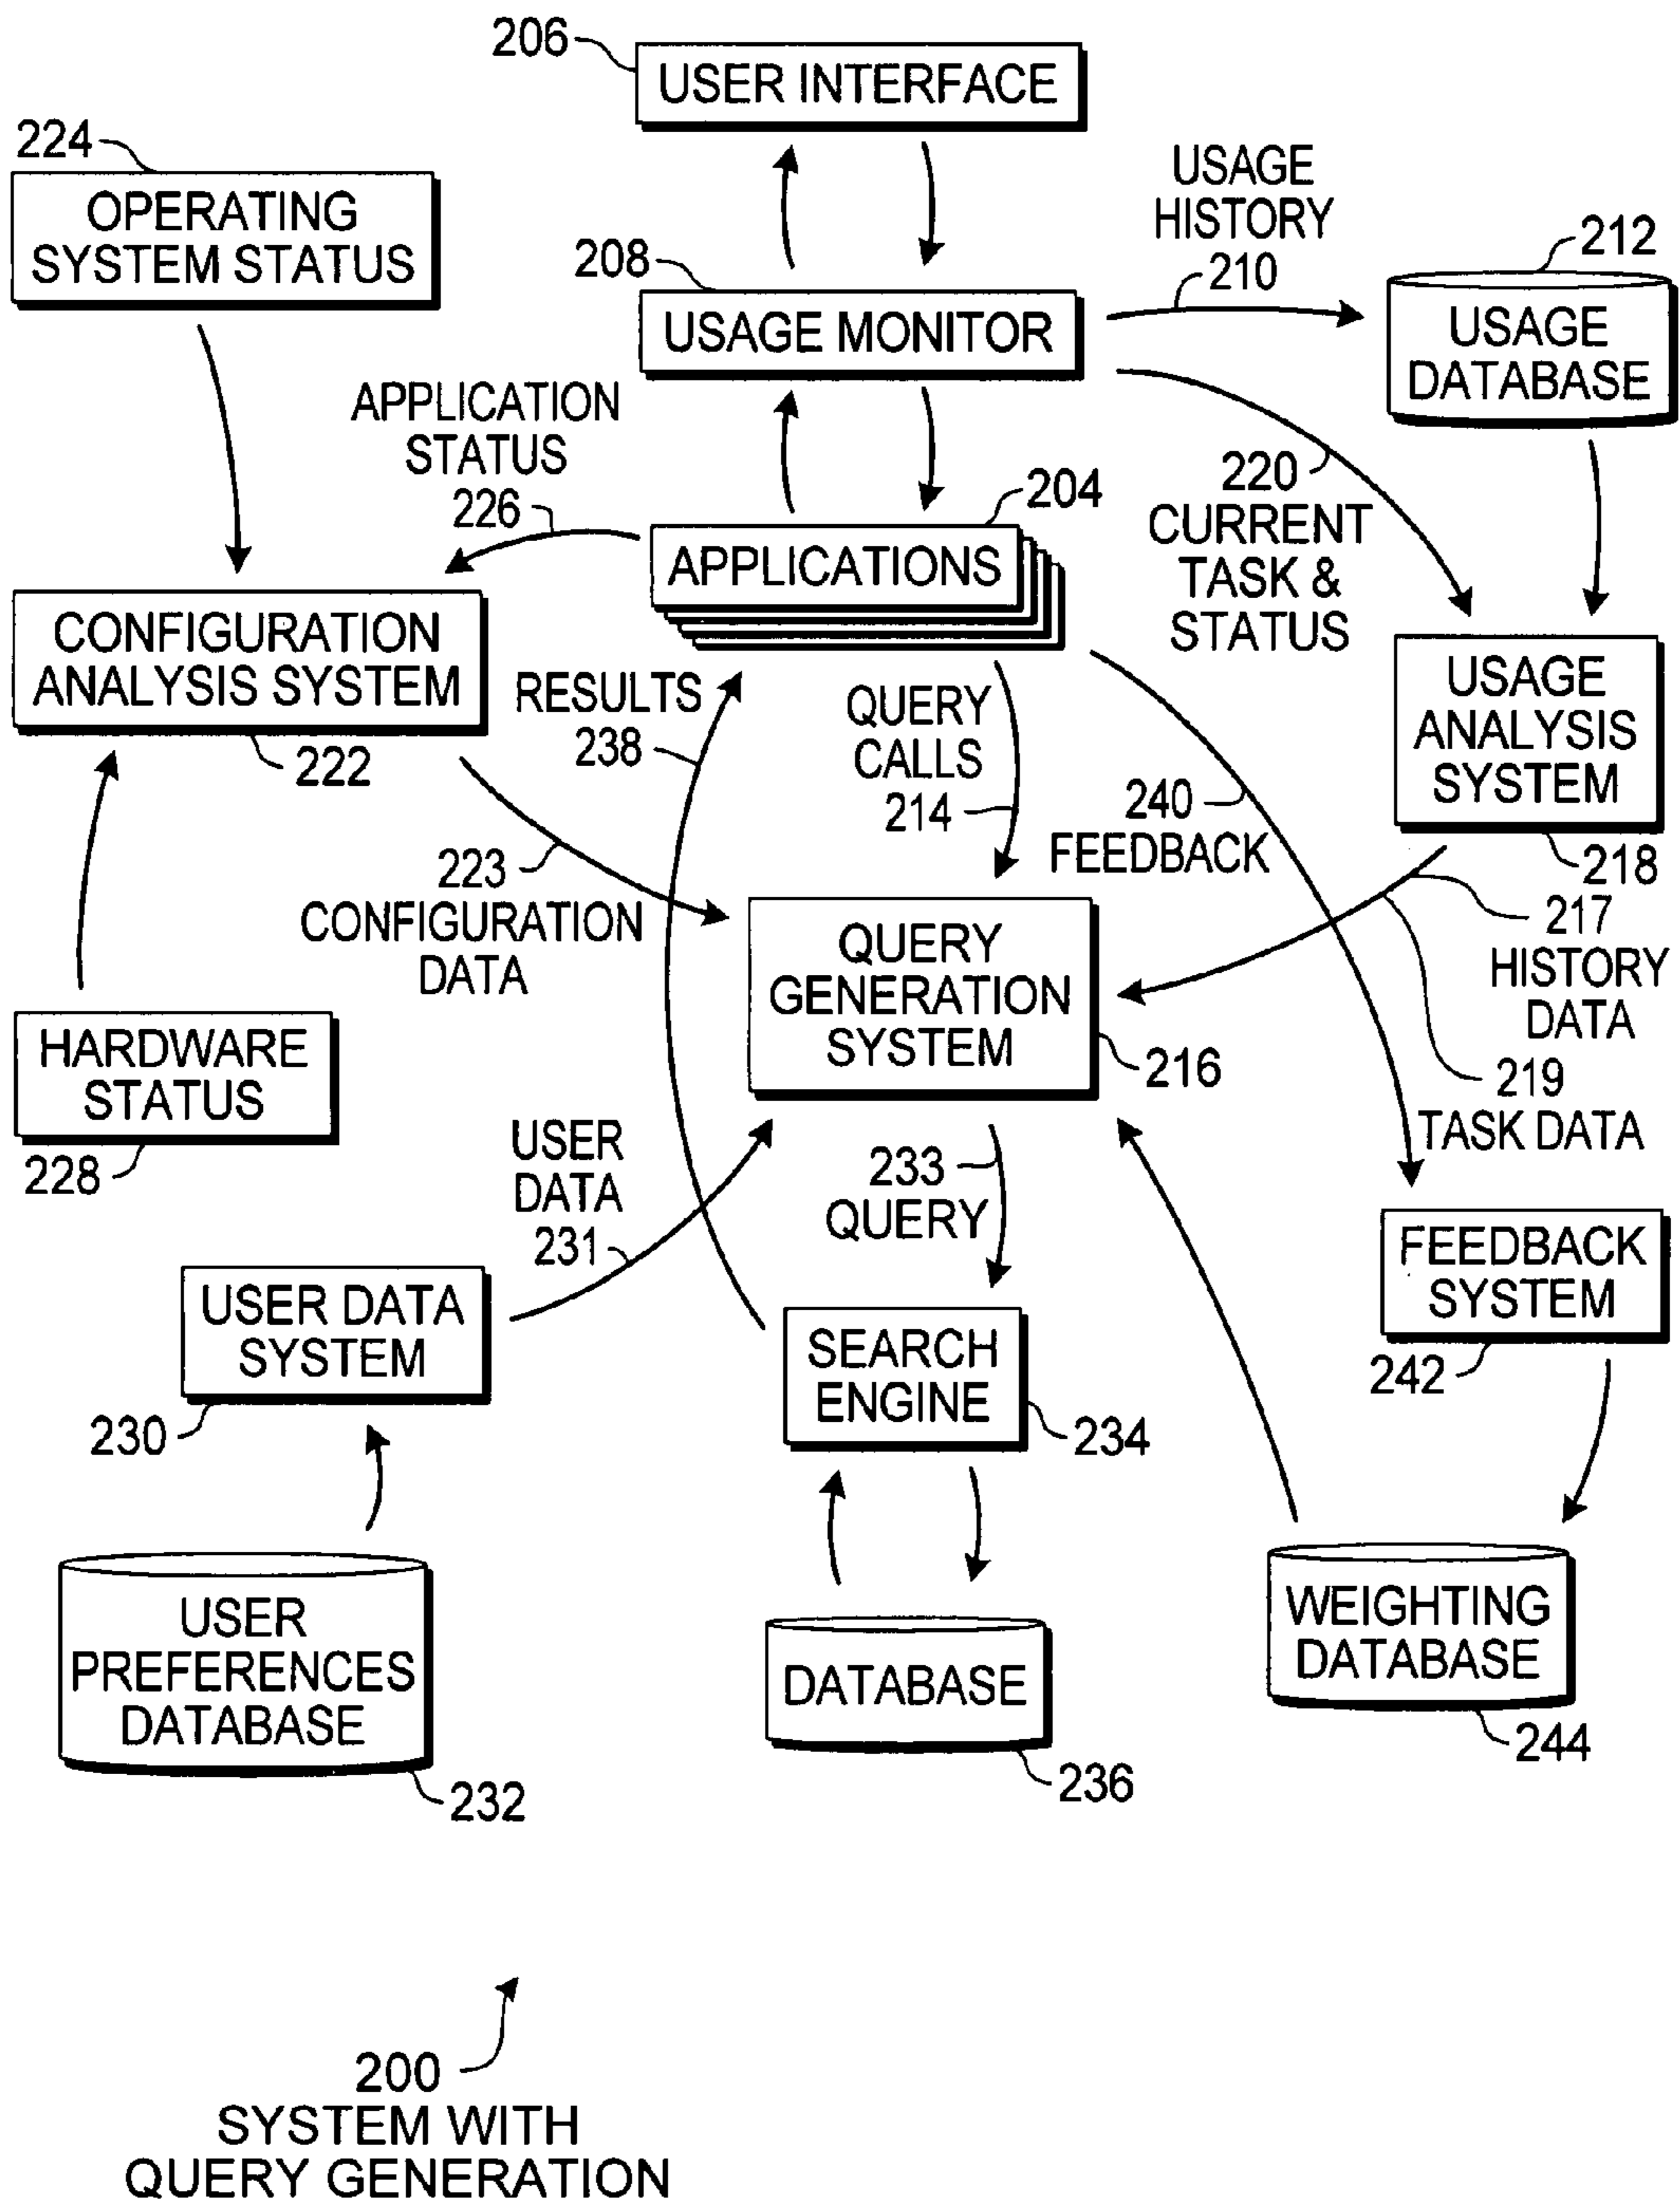 206
USER INTERFACE
224
OPERATING
SYSTEM STATUS
USAGE
HISTORY
210
212
USAGE
DATABASE
208
USAGE MONITOR
APPLICATION
STATUS
226
204
APPLICATIONS
220
CURRENT
TASK &
STATUS
CONFIGURATION
ANALYSIS SYSTEM
222
RESULTS
238
QUERY
CALLS
214
USAGE
ANALYSIS
SYSTEM
218
240
FEEDBACK
223
CONFIGURATION
DATA
217
HISTORY
DATA
QUERY
GENERATION
SYSTEM
216
219
TASK DATA
HARDWARE
STATUS
228
USER
DATA
231
233
QUERY
FEEDBACK
SYSTEM
242
USER DATA
SYSTEM
230
SEARCH
ENGINE
234
USER
PREFERENCES
DATABASE
232
DATABASE
236
WEIGHTING
DATABASE
244
200
SYSTEM WITH
QUERY GENERATION